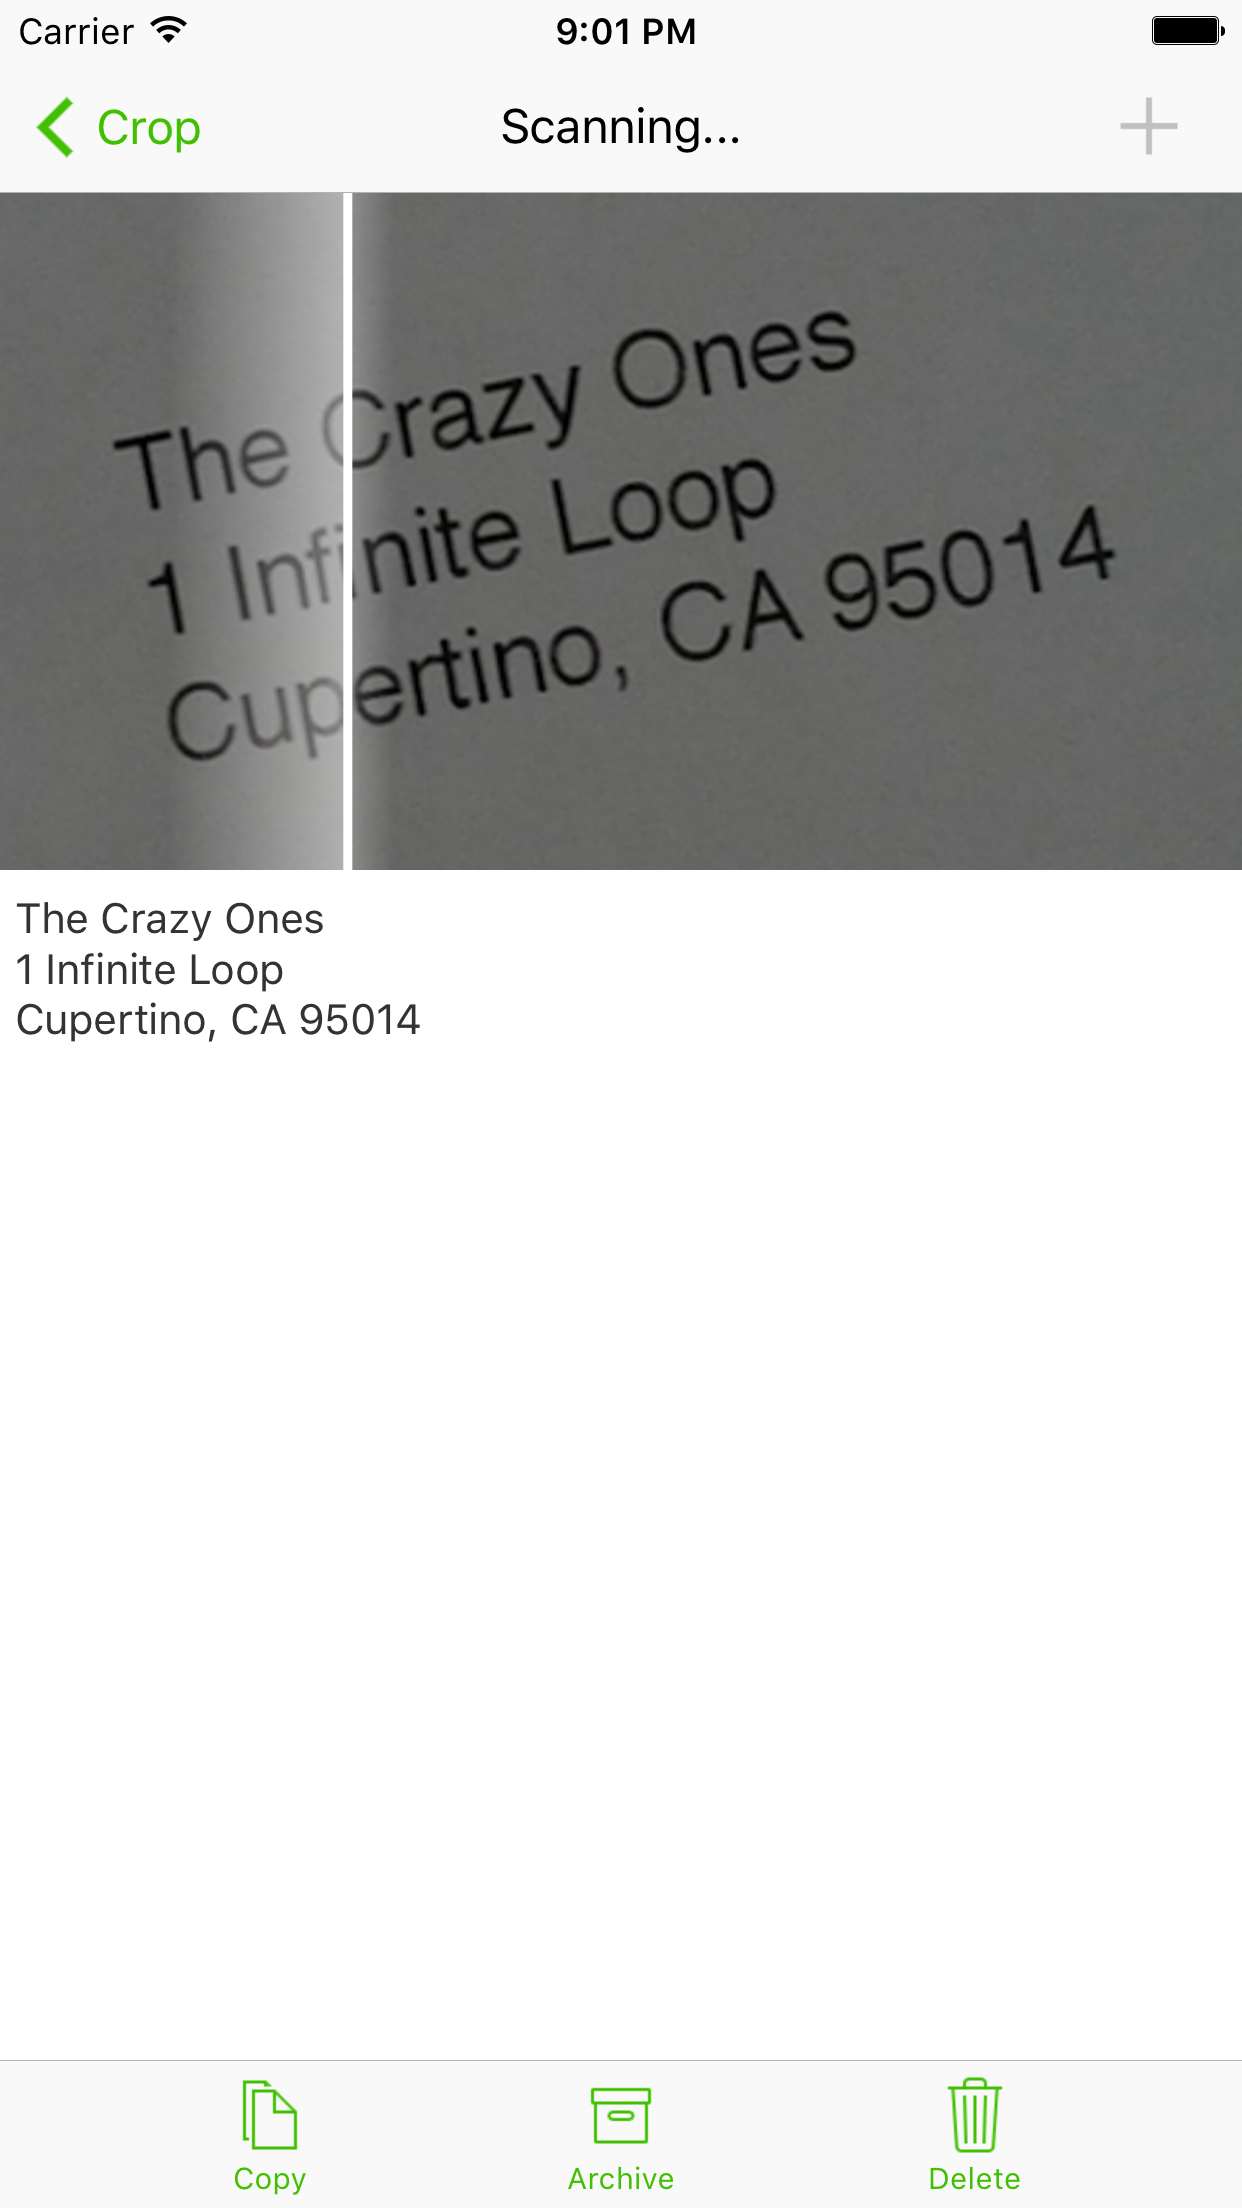 Carrier 9:01 PM
Crop Scanning...
The Crazy Ones
1 Infinite Loop
Cupertino, CA 95014
The Crazy Ones
1 Infinite Loop
Cupertino, CA 95014
Copy Archive Delete